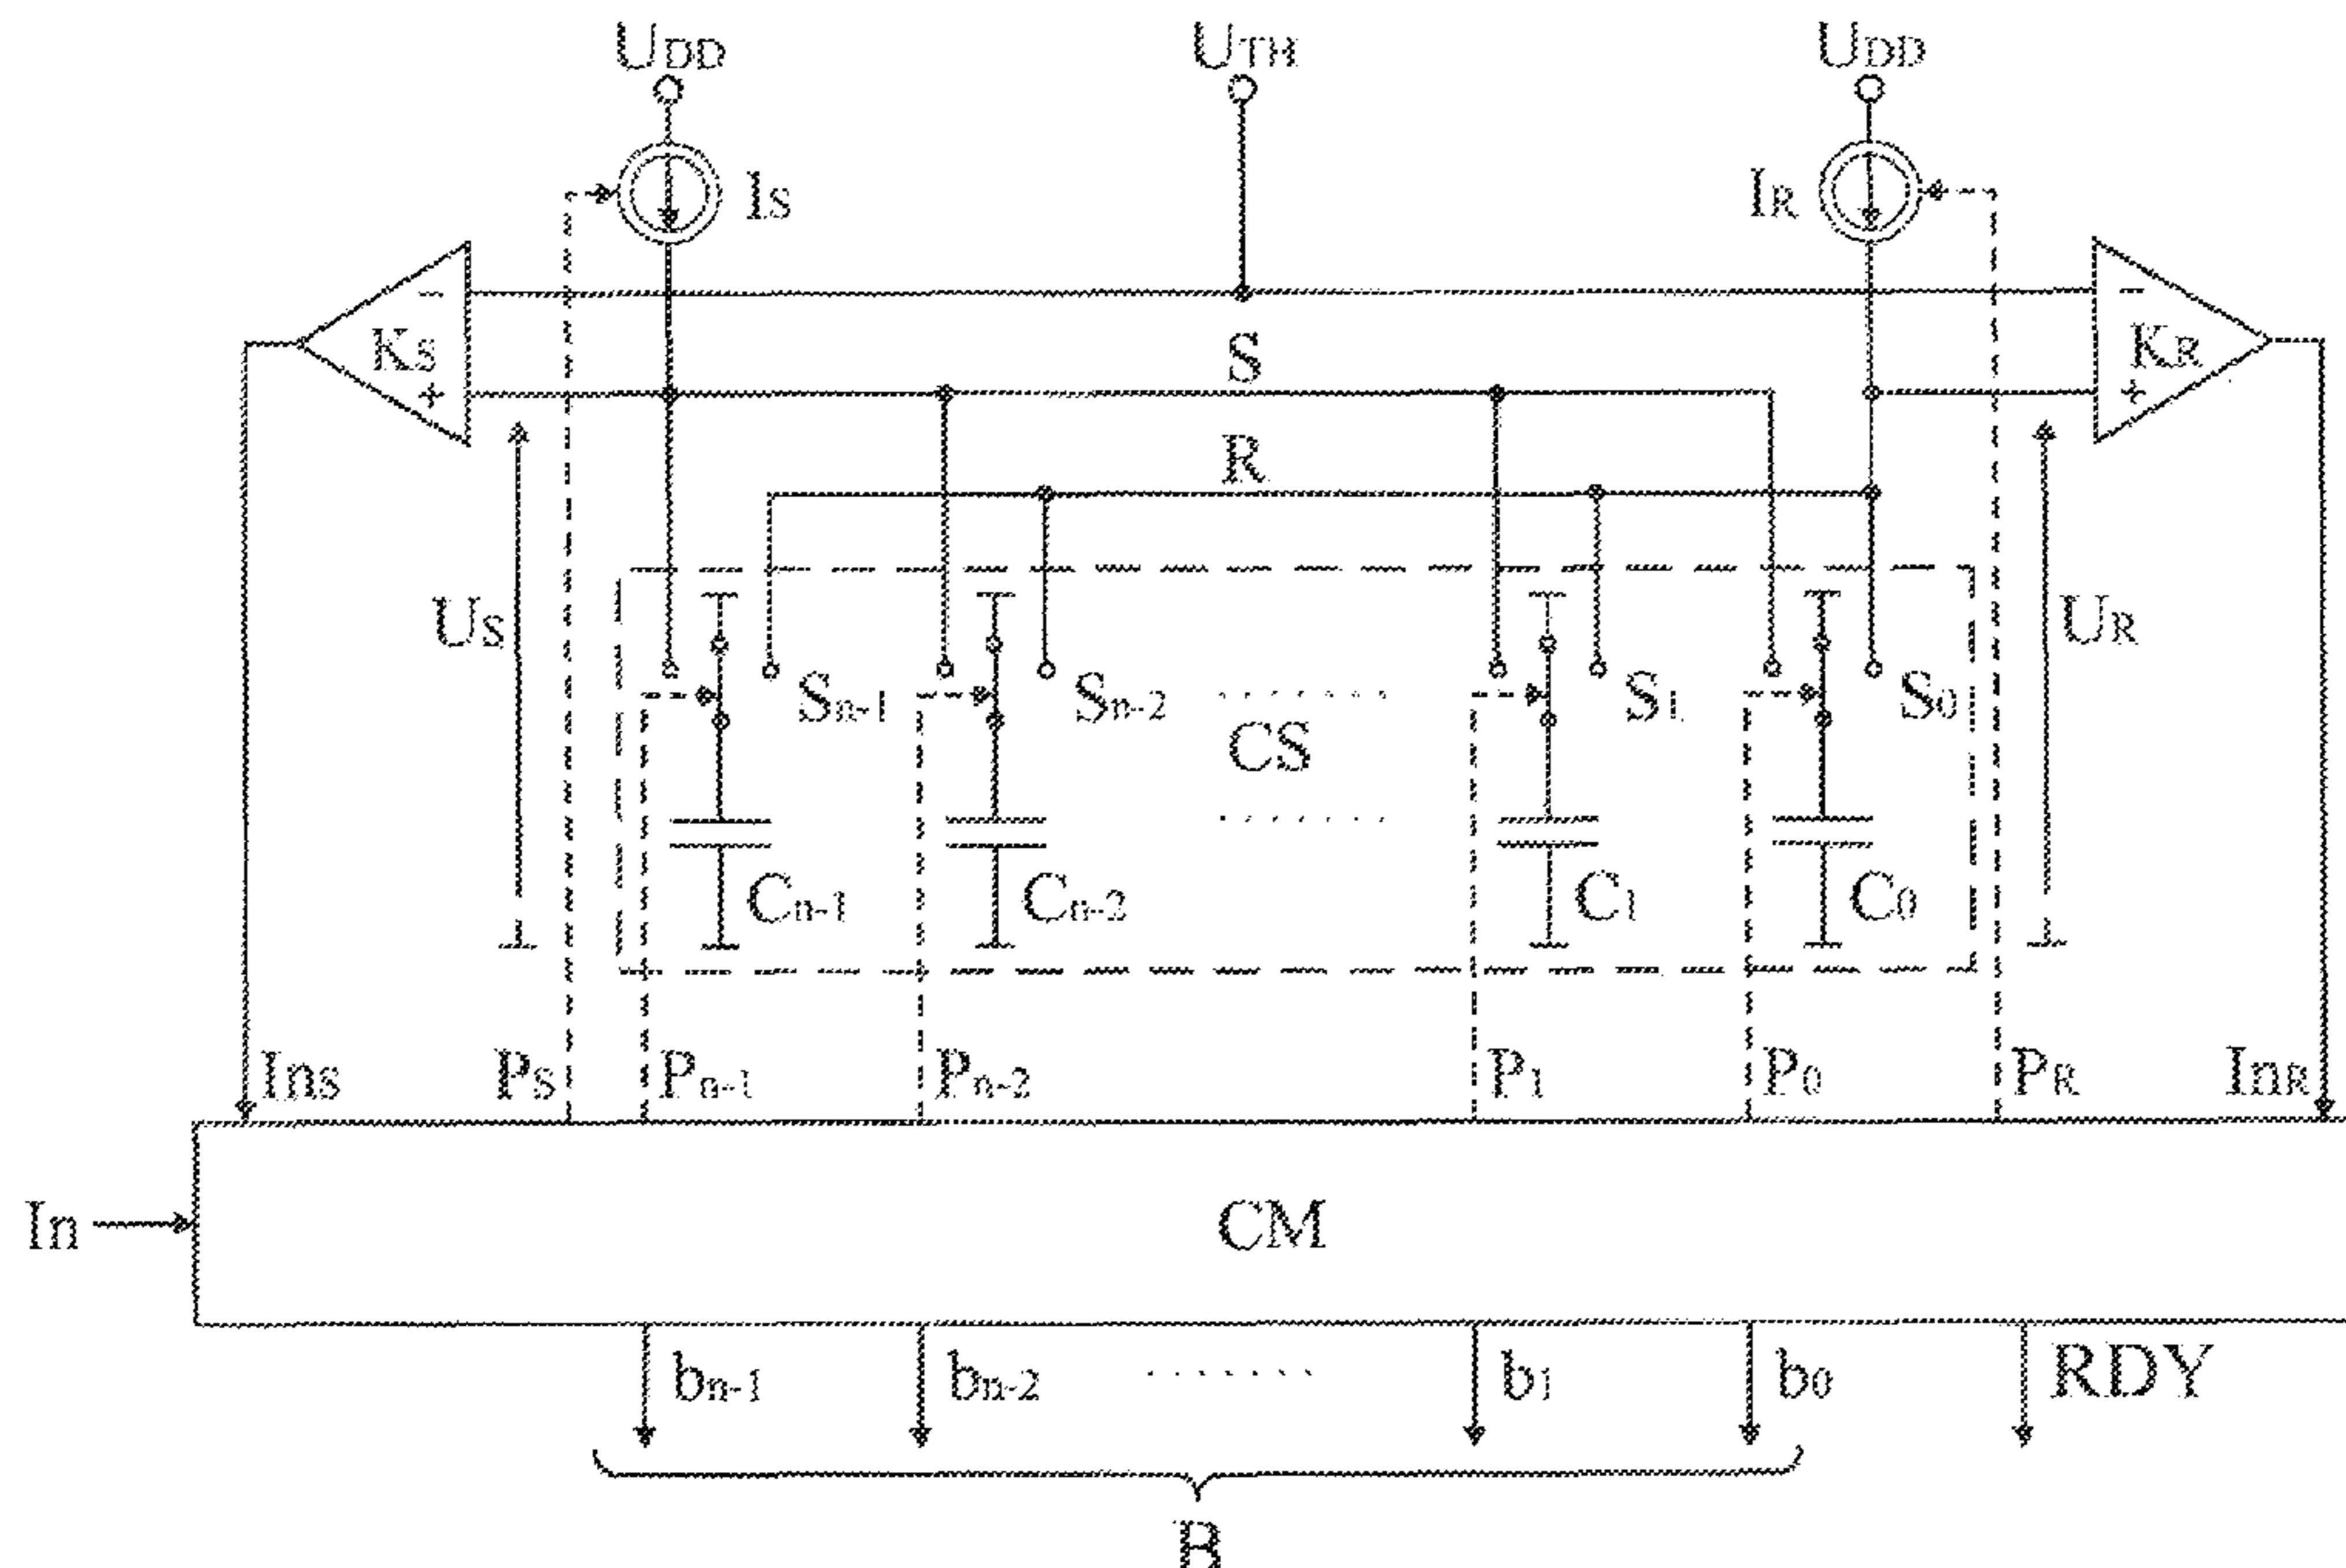 UDD UTH UDD
IS IR
KS - + S KR - +
R
US UR
Sn-1 Sn-2 ...... S1 S0
CS
......
Cn-1 Cn-2 C1 C0
InS PS Pn-1 Pn-2 P1 P0 PR InR
In CM
bn-1 bn-2 ...... b1 b0 RDY
B